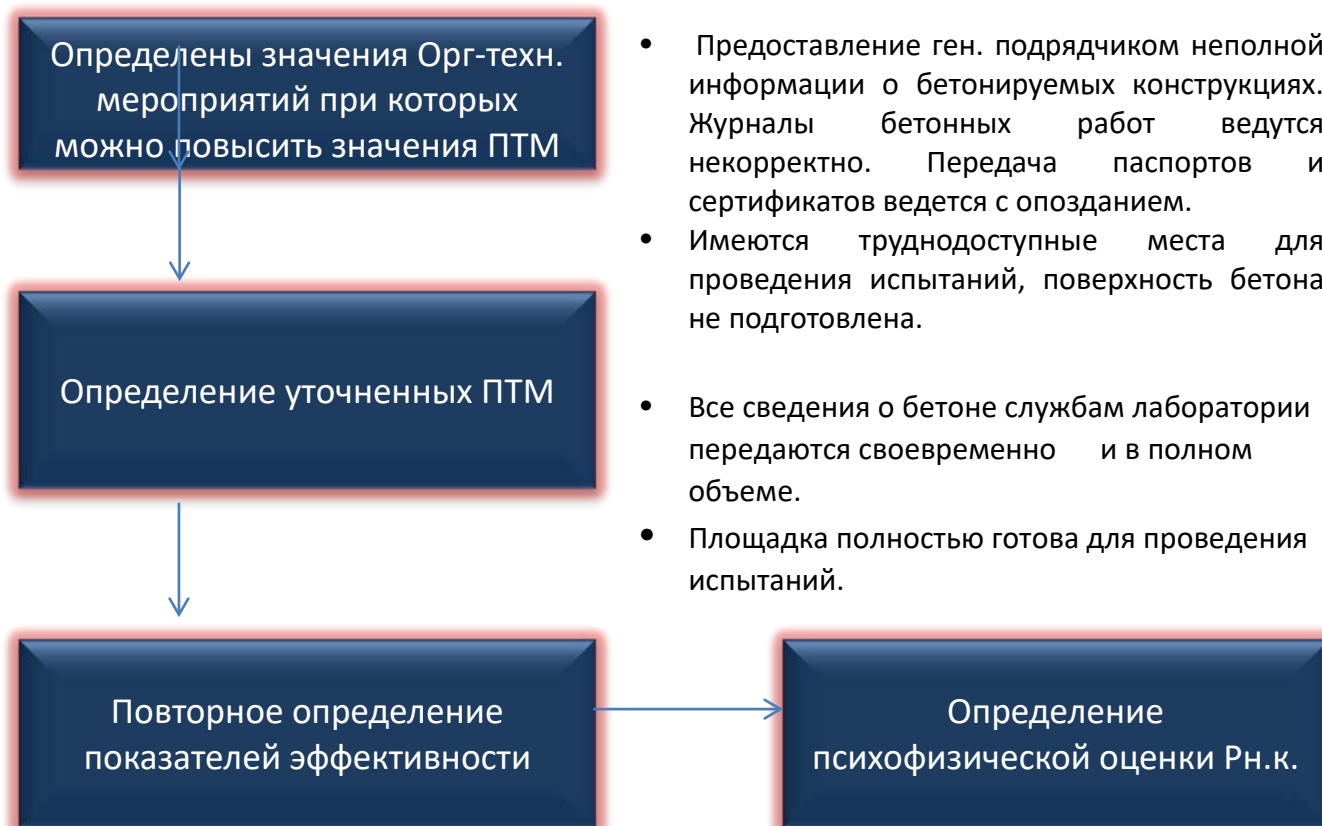 Определены значения Орг-техн.
мероприятий при которых
можно повысить значения ПТМ
• Предоставление ген. подрядчиком неполной
информации о бетонируемых конструкциях.
Журналы бетонных работ ведутся
некорректно. Передача паспортов и
сертификатов ведется с опозданием.
• Имеются труднодоступные места для
проведения испытаний, поверхность бетона
не подготовлена.
Определение уточненных ПТМ
• Все сведения о бетоне службам лаборатории
передаются своевременно и в полном
объеме.
• Площадка полностью готова для проведения
испытаний.
Повторное определение
показателей эффективности
Определение
психофизической оценки Рн.к.